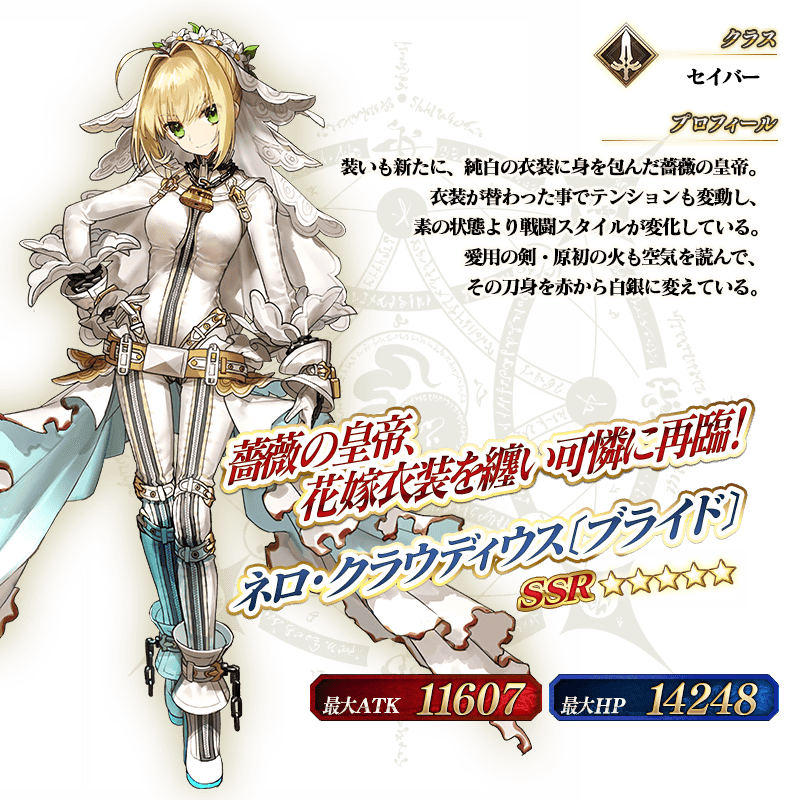 クラス
セイバー
プロフィール
装いも新たに、純白の衣装に身を包んだ薔薇の皇帝。
衣装が替わった事でテンションも変動し、
素の状態より戦闘スタイルが変化している。
愛用の剣・原初の火も空気を読んで、
その刀身を赤から白銀に変えている。
薔薇の皇帝、
花嫁衣装を纏い可憐に再臨！
ネロ・クラウディウス〔ブライド〕
SSR ☆☆☆☆☆
最大ATK 11607
最大HP 14248